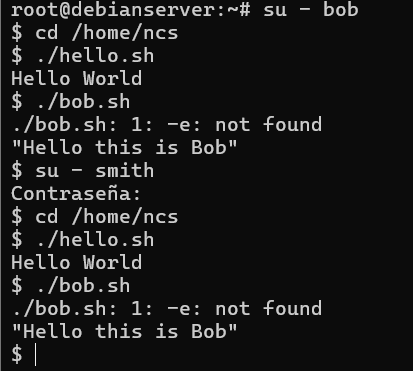 root@debianserver:~# su - bob
$ cd /home/ncs
$ ./hello.sh
Hello World
$ ./bob.sh
./bob.sh: 1: -e: not found
"Hello this is Bob"
$ su - smith
Contraseña:
$ cd /home/ncs
$ ./hello.sh
Hello World
$ ./bob.sh
./bob.sh: 1: -e: not found
"Hello this is Bob"
$